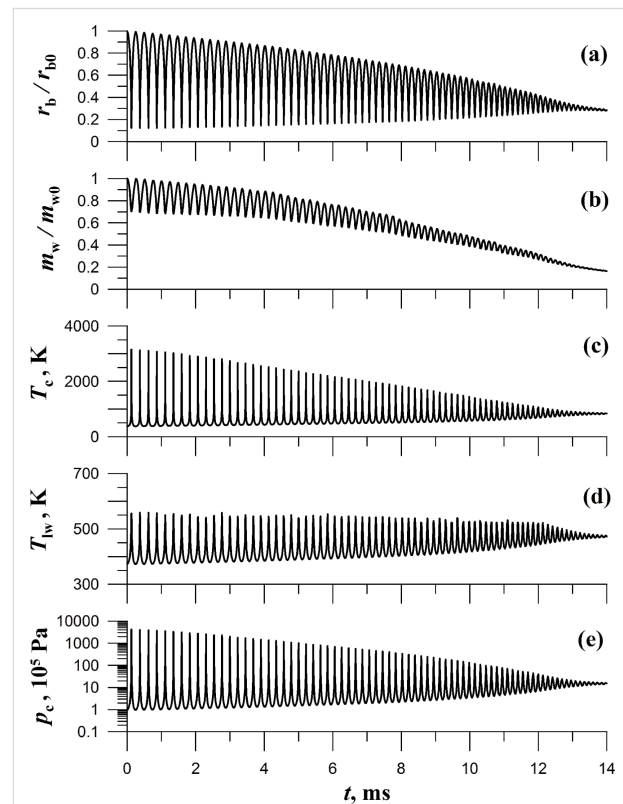 1
0.8
0.6
0.4
0.2
0
r_b / r_b0
(a)
1
0.8
0.6
0.4
0.2
0
m_w / m_w0
(b)
4000
2000
0
T_c, K
(c)
700
500
300
T_lw, K
(d)
10000
1000
100
10
1
0.1
p_c, 10^5 Pa
(e)
0 2 4 6 8 10 12 14
t, ms